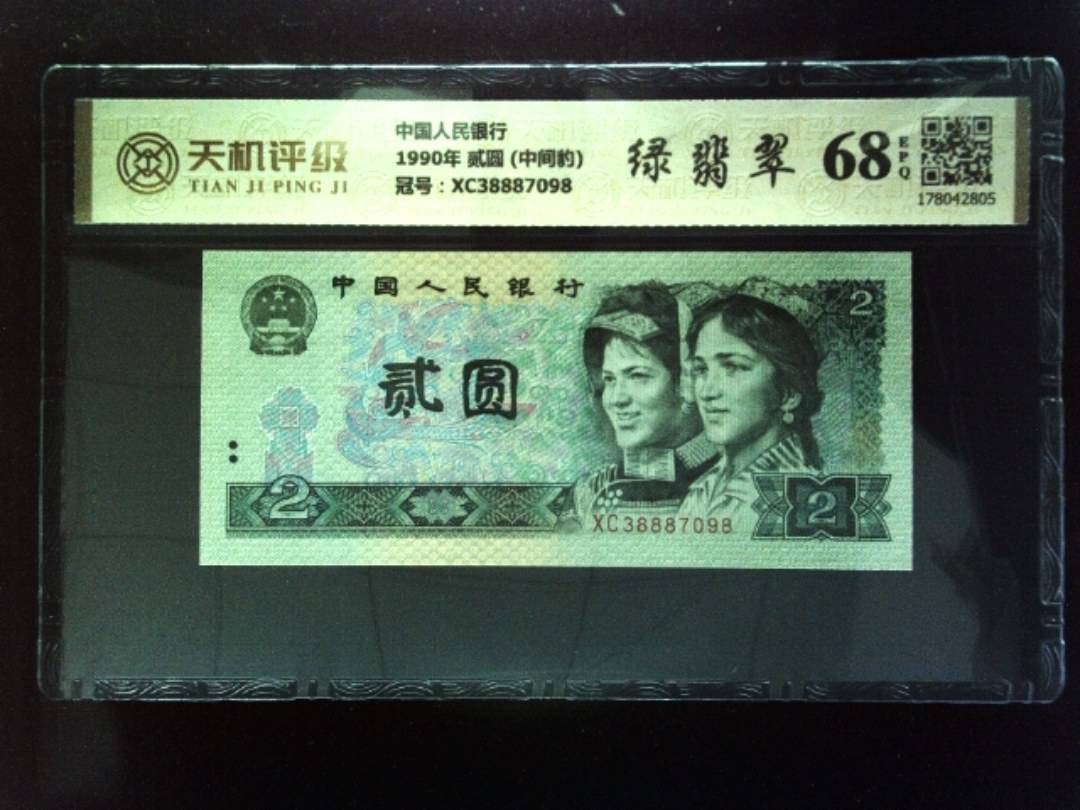 天机评级
TIAN JI PING JI
中国人民银行
1990年 贰圆 (中间豹)
冠号：XC38887098
绿翡翠
68
EPQ
178042805
中国人民银行
2
贰圆
2
XC38887098
2